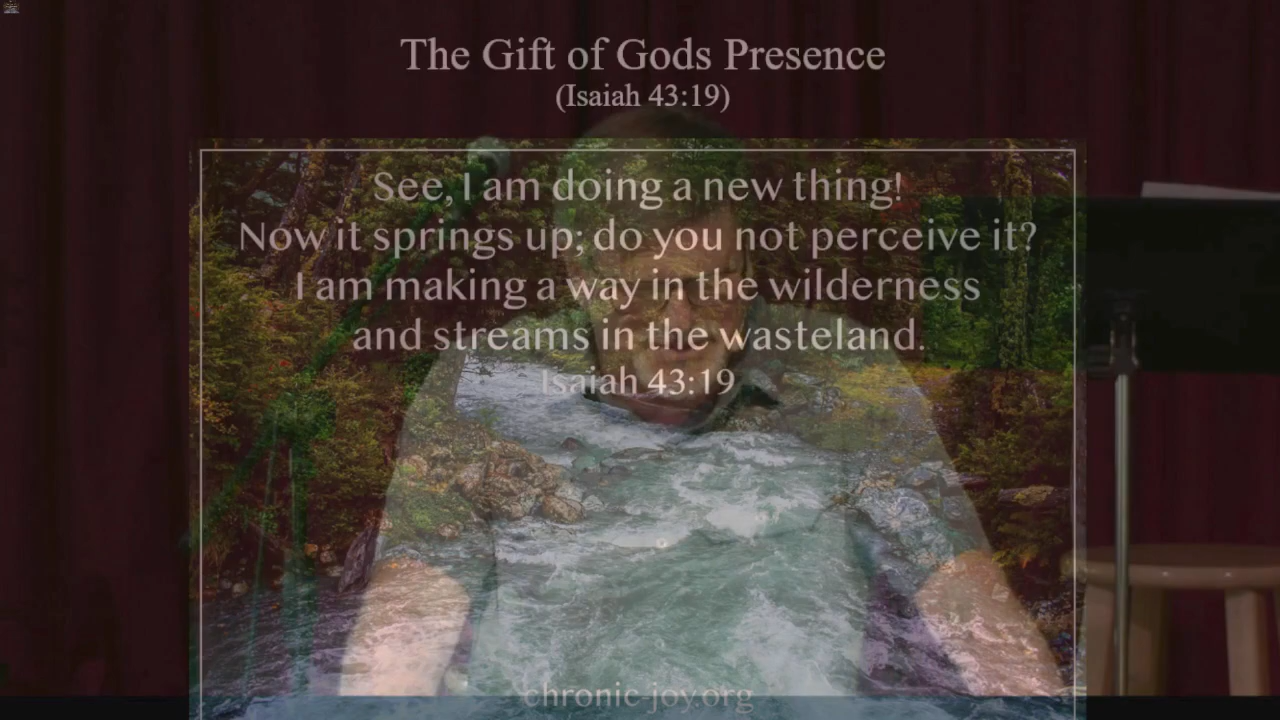 The Gift of Gods Presence
(Isaiah 43:19)
See, I am doing a new thing!
Now it springs up; do you not perceive it?
I am making a way in the wilderness
and streams in the wasteland.
Isaiah 43:19
chronic-joy.org